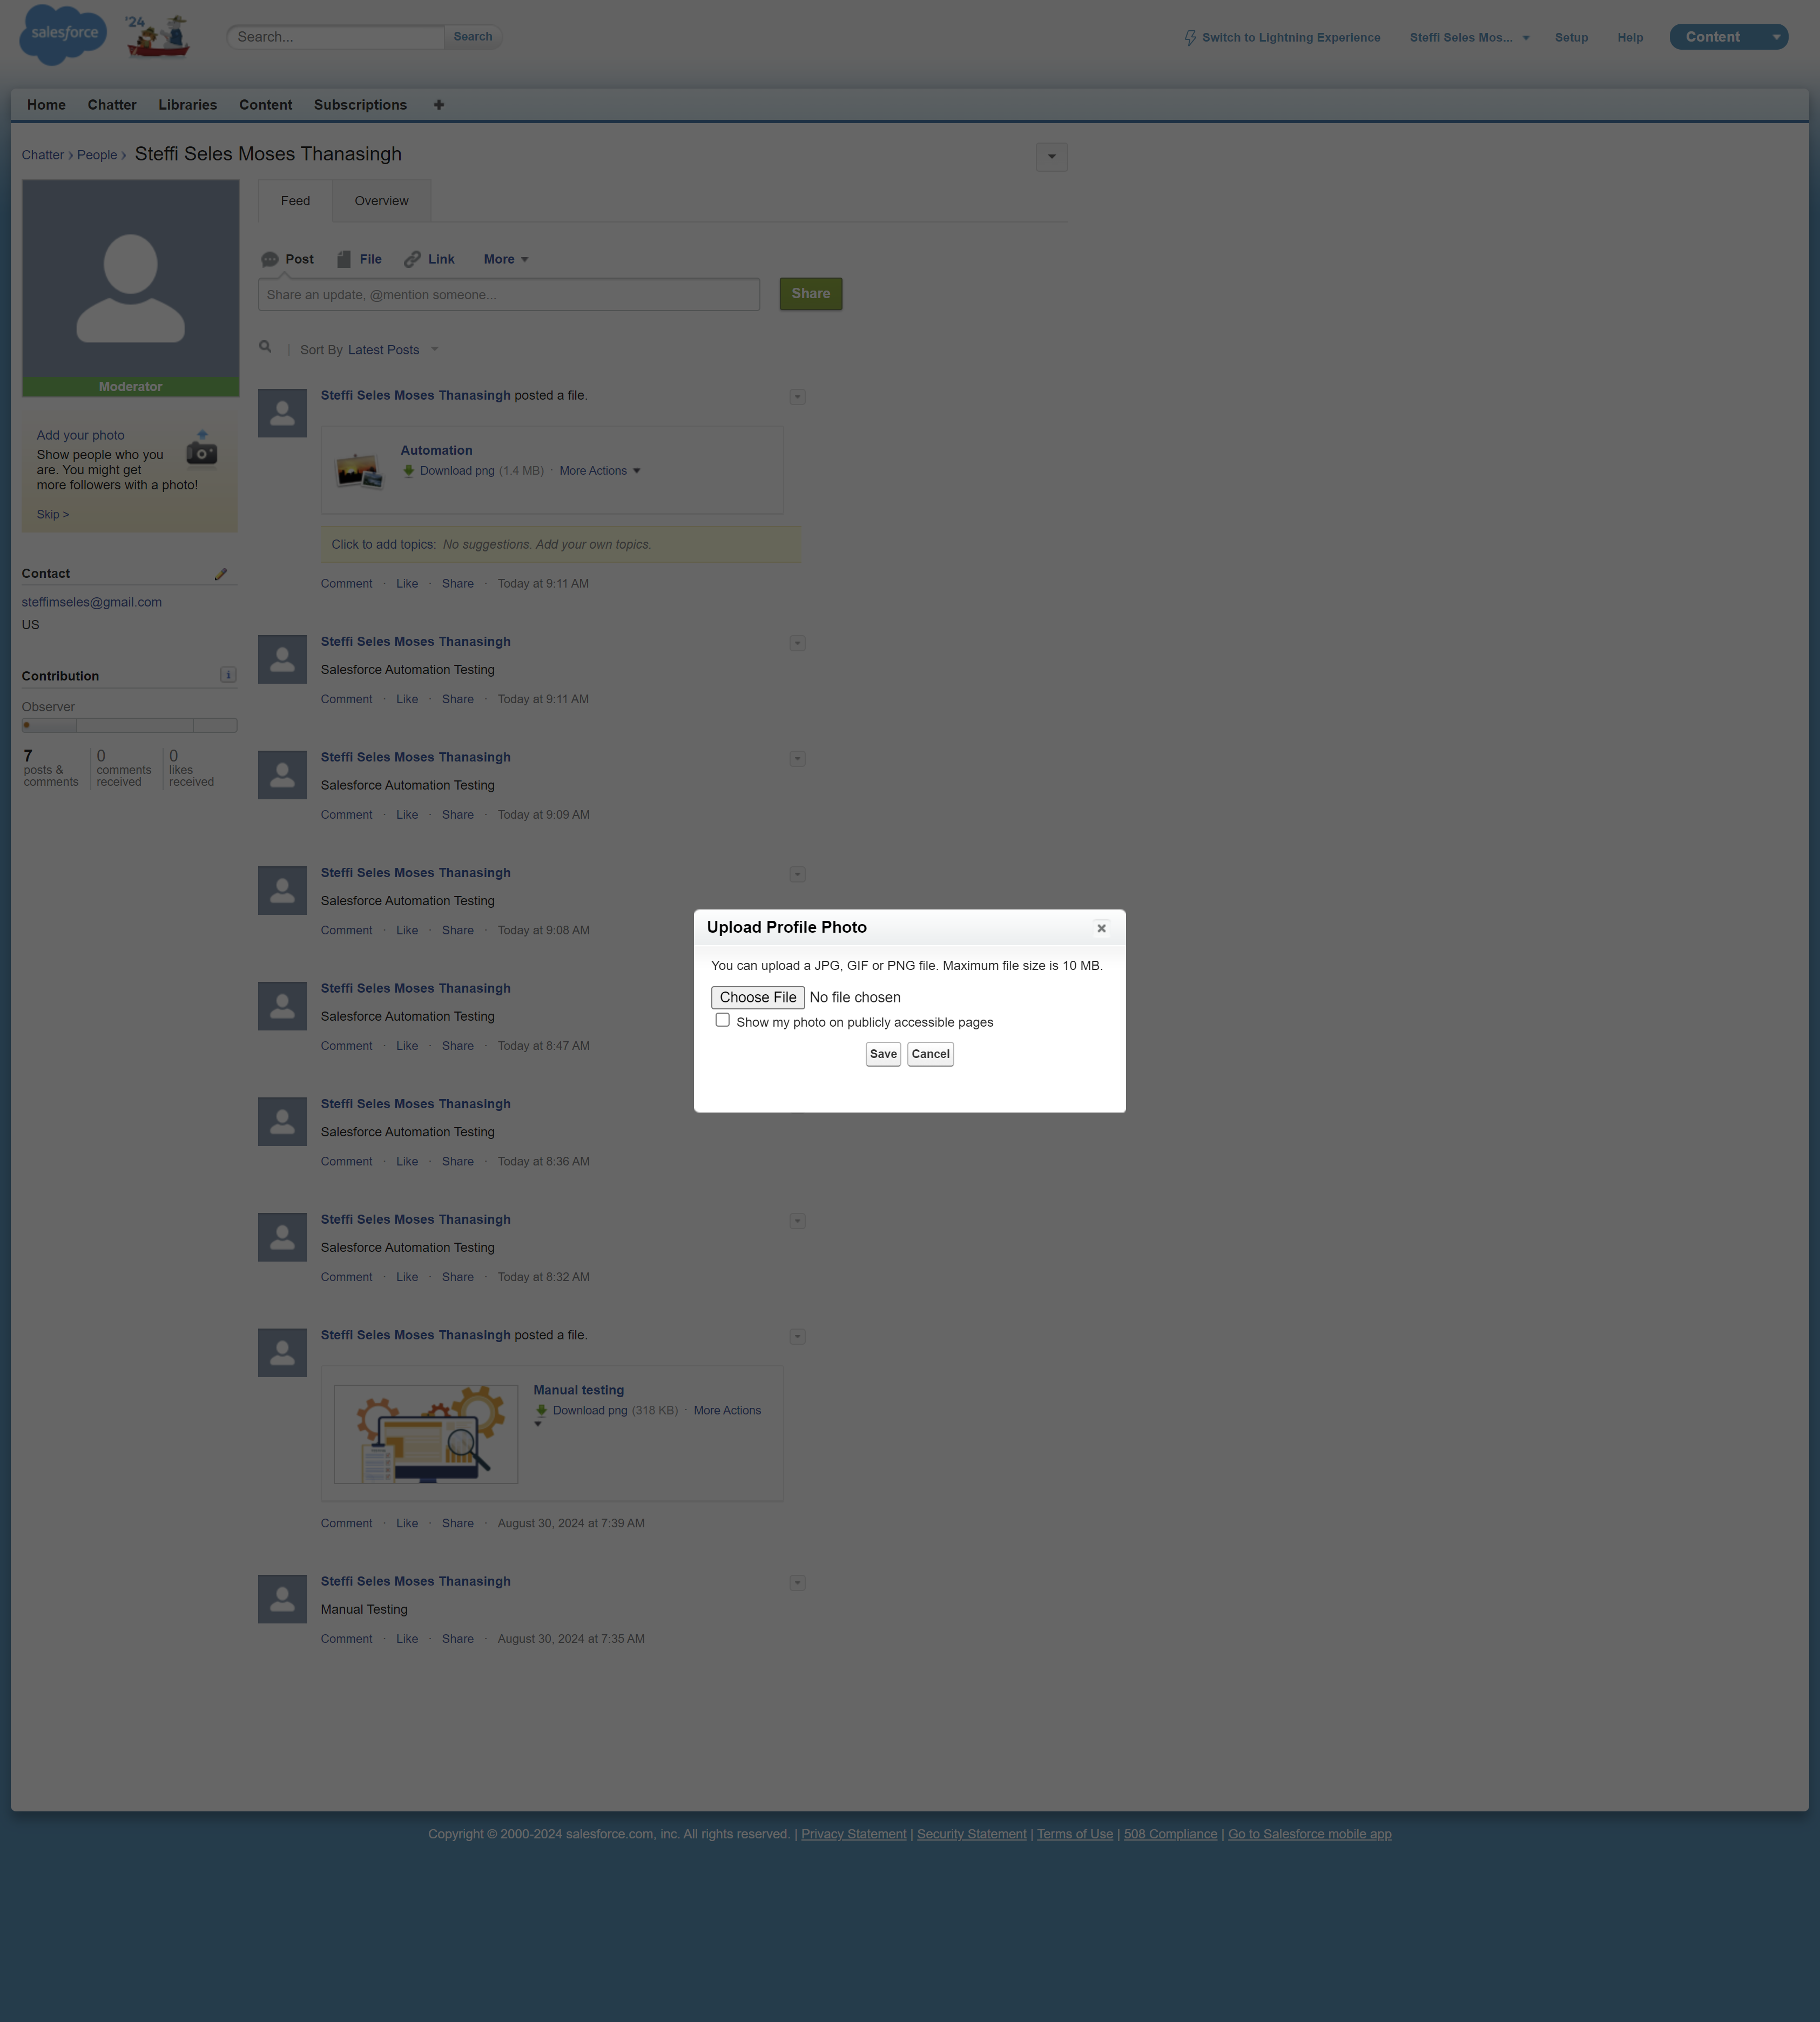 salesforce
'24
Search...
Search
Switch to Lightning Experience
Steffi Seles Mos...
Setup
Help
Content
Home
Chatter
Libraries
Content
Subscriptions
Chatter › People › Steffi Seles Moses Thanasingh
Moderator
Add your photo
Show people who you
are. You might get
more followers with a photo!
Skip >
Contact
steffimseles@gmail.com
US
Contribution
i
Observer
7
posts &
comments
0
comments
received
0
likes
received
Feed
Overview
Post
File
Link
More
Share an update, @mention someone...
Share
Sort By Latest Posts
Steffi Seles Moses Thanasingh posted a file.
Automation
Download png (1.4 MB) · More Actions
Click to add topics: No suggestions. Add your own topics.
Comment · Like · Share · Today at 9:11 AM
Steffi Seles Moses Thanasingh
Salesforce Automation Testing
Comment · Like · Share · Today at 9:11 AM
Steffi Seles Moses Thanasingh
Salesforce Automation Testing
Comment · Like · Share · Today at 9:09 AM
Steffi Seles Moses Thanasingh
Salesforce Automation Testing
Comment · Like · Share · Today at 9:08 AM
Steffi Seles Moses Thanasingh
Salesforce Automation Testing
Comment · Like · Share · Today at 8:47 AM
Steffi Seles Moses Thanasingh
Salesforce Automation Testing
Comment · Like · Share · Today at 8:36 AM
Steffi Seles Moses Thanasingh
Salesforce Automation Testing
Comment · Like · Share · Today at 8:32 AM
Steffi Seles Moses Thanasingh posted a file.
Manual testing
Download png (318 KB) · More Actions
Comment · Like · Share · August 30, 2024 at 7:39 AM
Steffi Seles Moses Thanasingh
Manual Testing
Comment · Like · Share · August 30, 2024 at 7:35 AM
Upload Profile Photo
You can upload a JPG, GIF or PNG file. Maximum file size is 10 MB.
Choose File No file chosen
Show my photo on publicly accessible pages
Save
Cancel
Copyright © 2000-2024 salesforce.com, inc. All rights reserved. | Privacy Statement | Security Statement | Terms of Use | 508 Compliance | Go to Salesforce mobile app